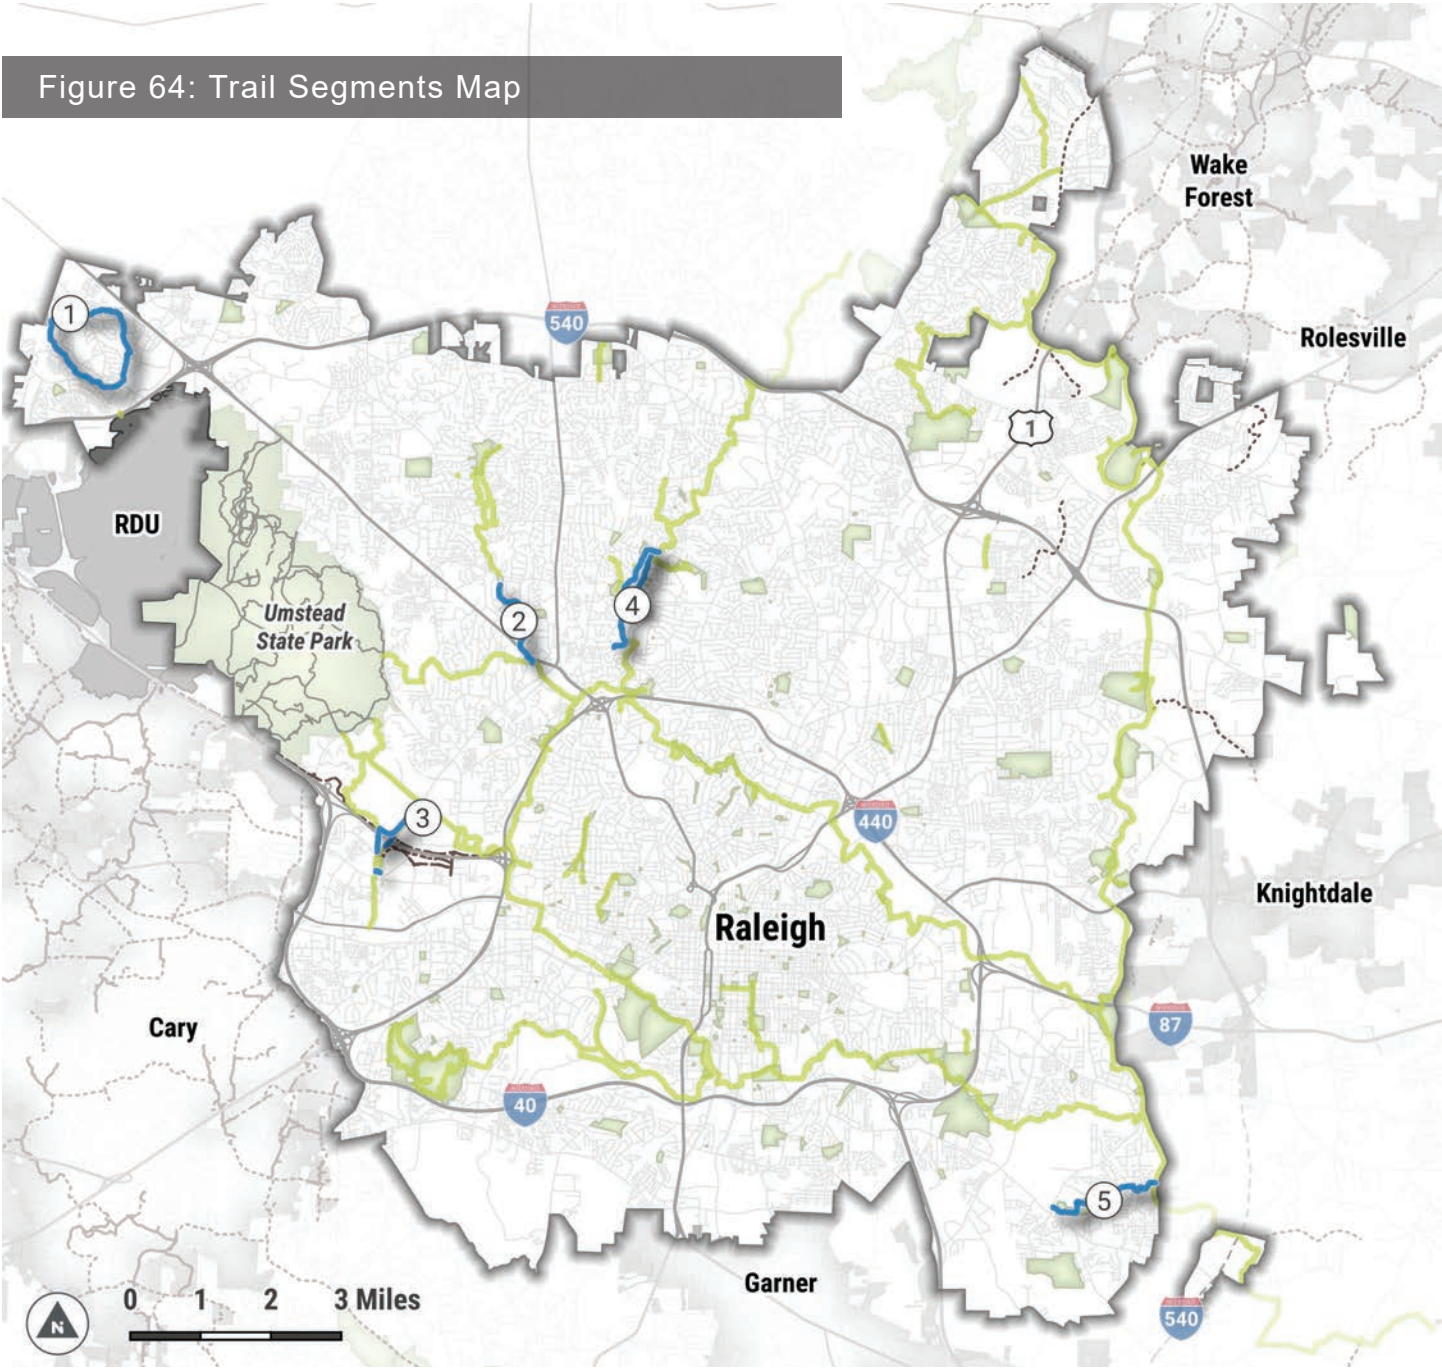 Figure 64: Trail Segments Map
Wake
Forest
1
540
Rolesville
1
RDU
Umstead
State Park
2
4
3
440
Raleigh
Knightdale
Cary
87
40
5
Garner
540
N
0 1 2 3 Miles